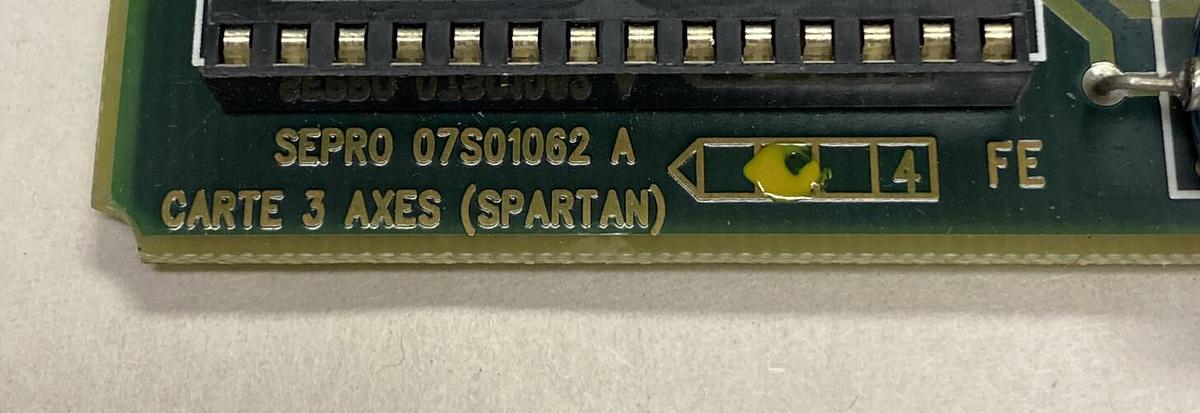 SEPRO 07S01062 A
CARTE 3 AXES (SPARTAN)
4
FE